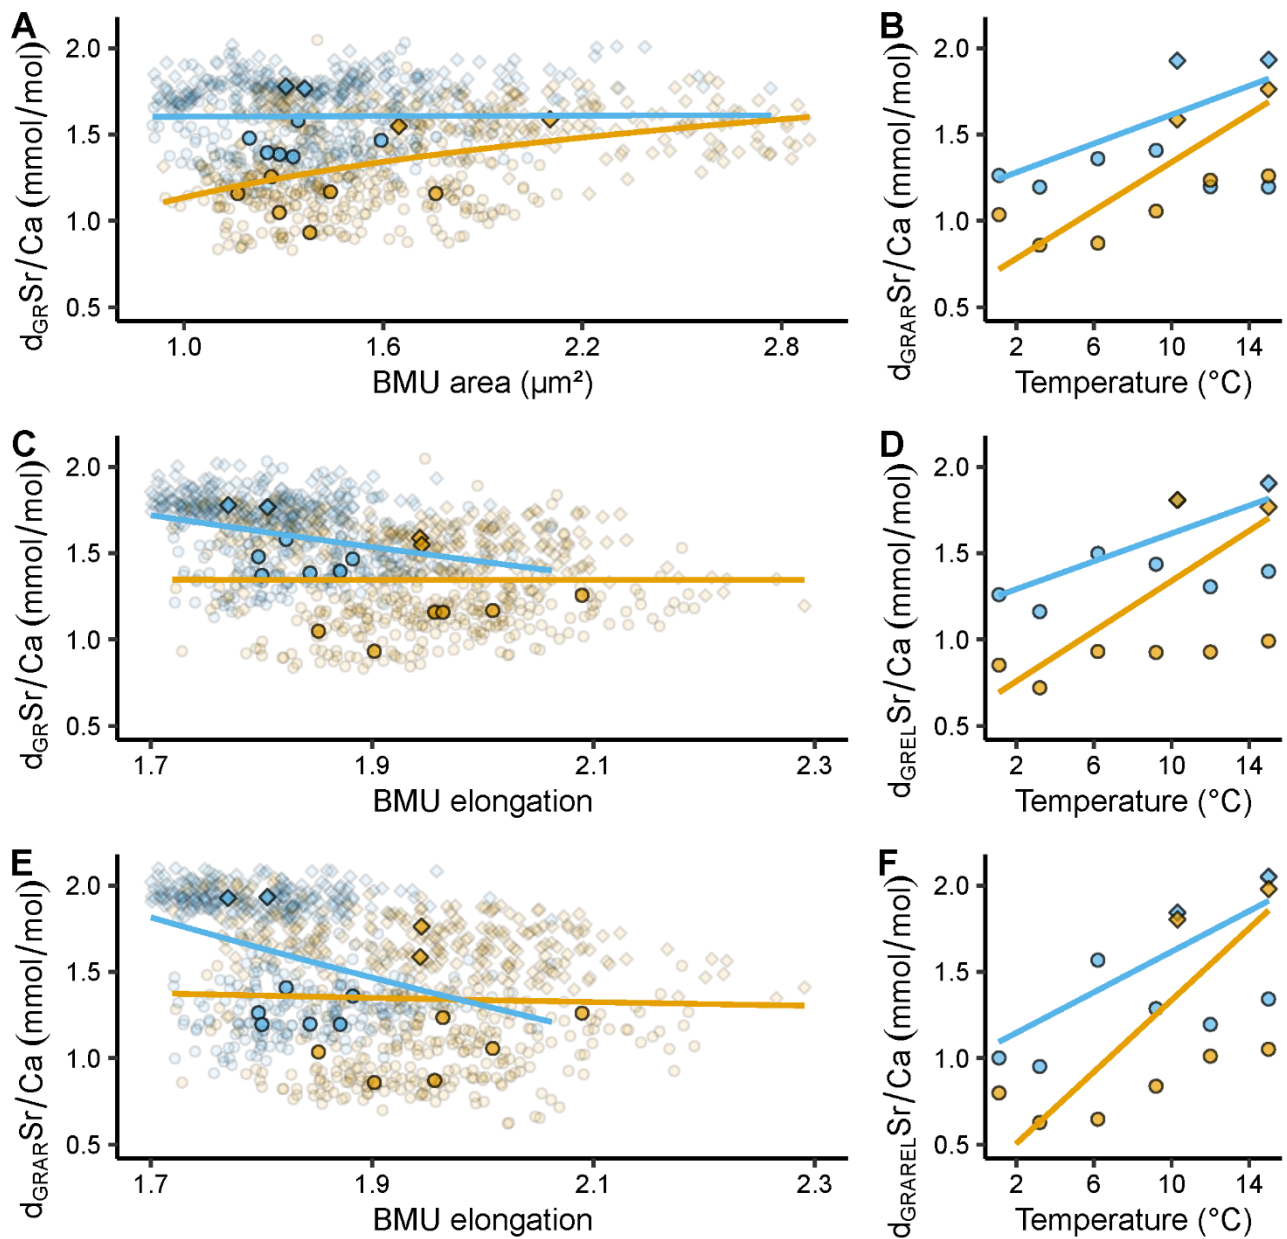 A
dGRSr/Ca (mmol/mol)
2.0
1.5
1.0
0.5
1.0 1.6 2.2 2.8
BMU area (µm²)
B
dGRARSr/Ca (mmol/mol)
2.0
1.5
1.0
0.5
2 6 10 14
Temperature (°C)
C
dGRSr/Ca (mmol/mol)
2.0
1.5
1.0
0.5
1.7 1.9 2.1 2.3
BMU elongation
D
dGRELSr/Ca (mmol/mol)
2.0
1.5
1.0
0.5
2 6 10 14
Temperature (°C)
E
dGRARSr/Ca (mmol/mol)
2.0
1.5
1.0
0.5
1.7 1.9 2.1 2.3
BMU elongation
F
dGRARELSr/Ca (mmol/mol)
2.0
1.5
1.0
0.5
2 6 10 14
Temperature (°C)